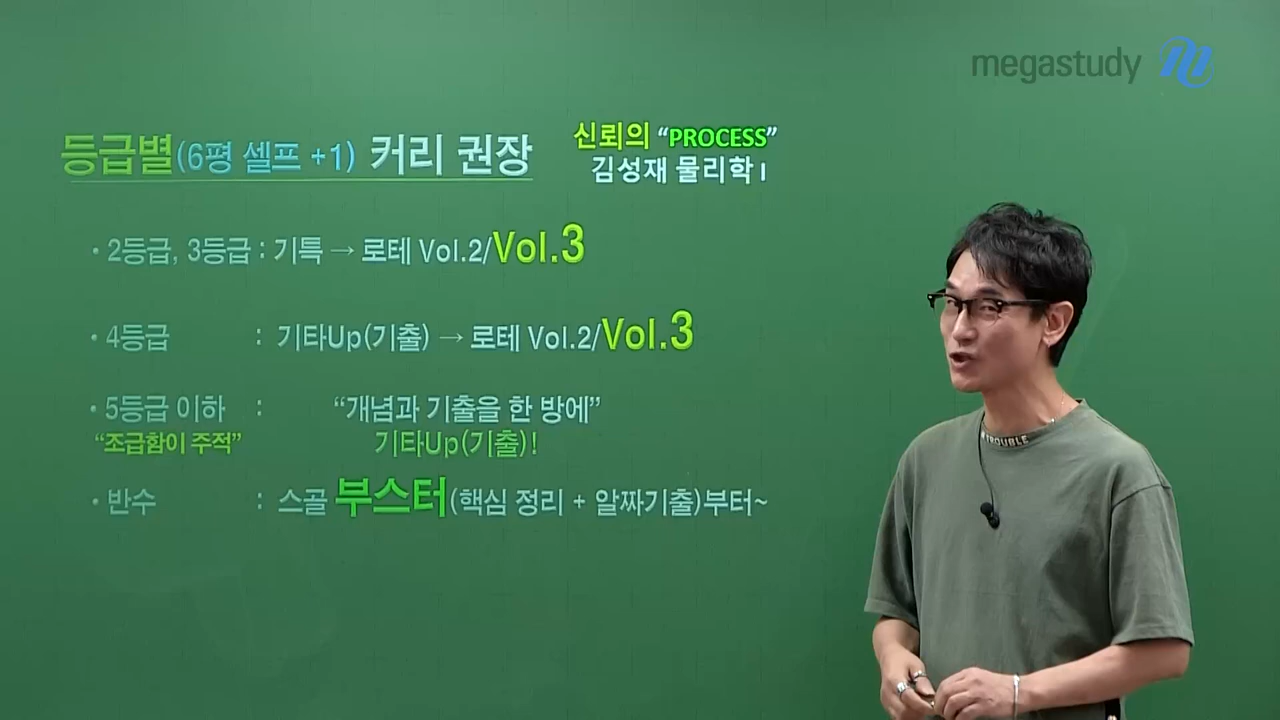 megastudy
등급별(6평 셀프 +1) 커리 권장
신뢰의 “PROCESS”
김성재 물리학 I
• 2등급, 3등급 : 기특 → 로테 Vol.2/Vol.3
• 4등급 : 기타Up(기출) → 로테 Vol.2/Vol.3
• 5등급 이하 : “개념과 기출을 한 방에”
“조급함이 주적” 기타Up(기출)!
• 반수 : 스골 부스터(핵심 정리 + 알짜기출)부터~
TROUBLE